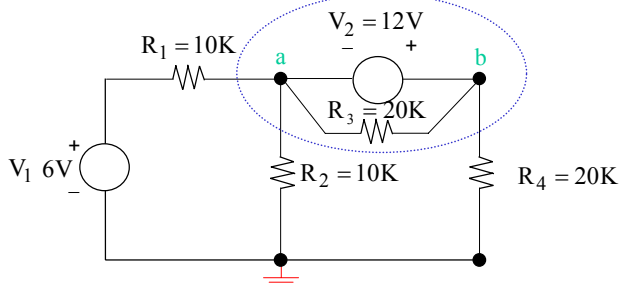 V₂ = 12V
R₁ = 10K
− +
a
b
R₃ = 20K
+
V₁ 6V
−
R₂ = 10K
R₄ = 20K